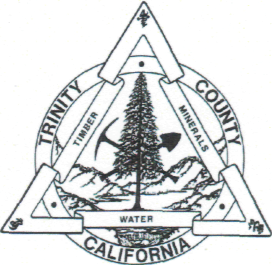 TRINITY COUNTY
TIMBER
MINERALS
WATER
CALIFORNIA